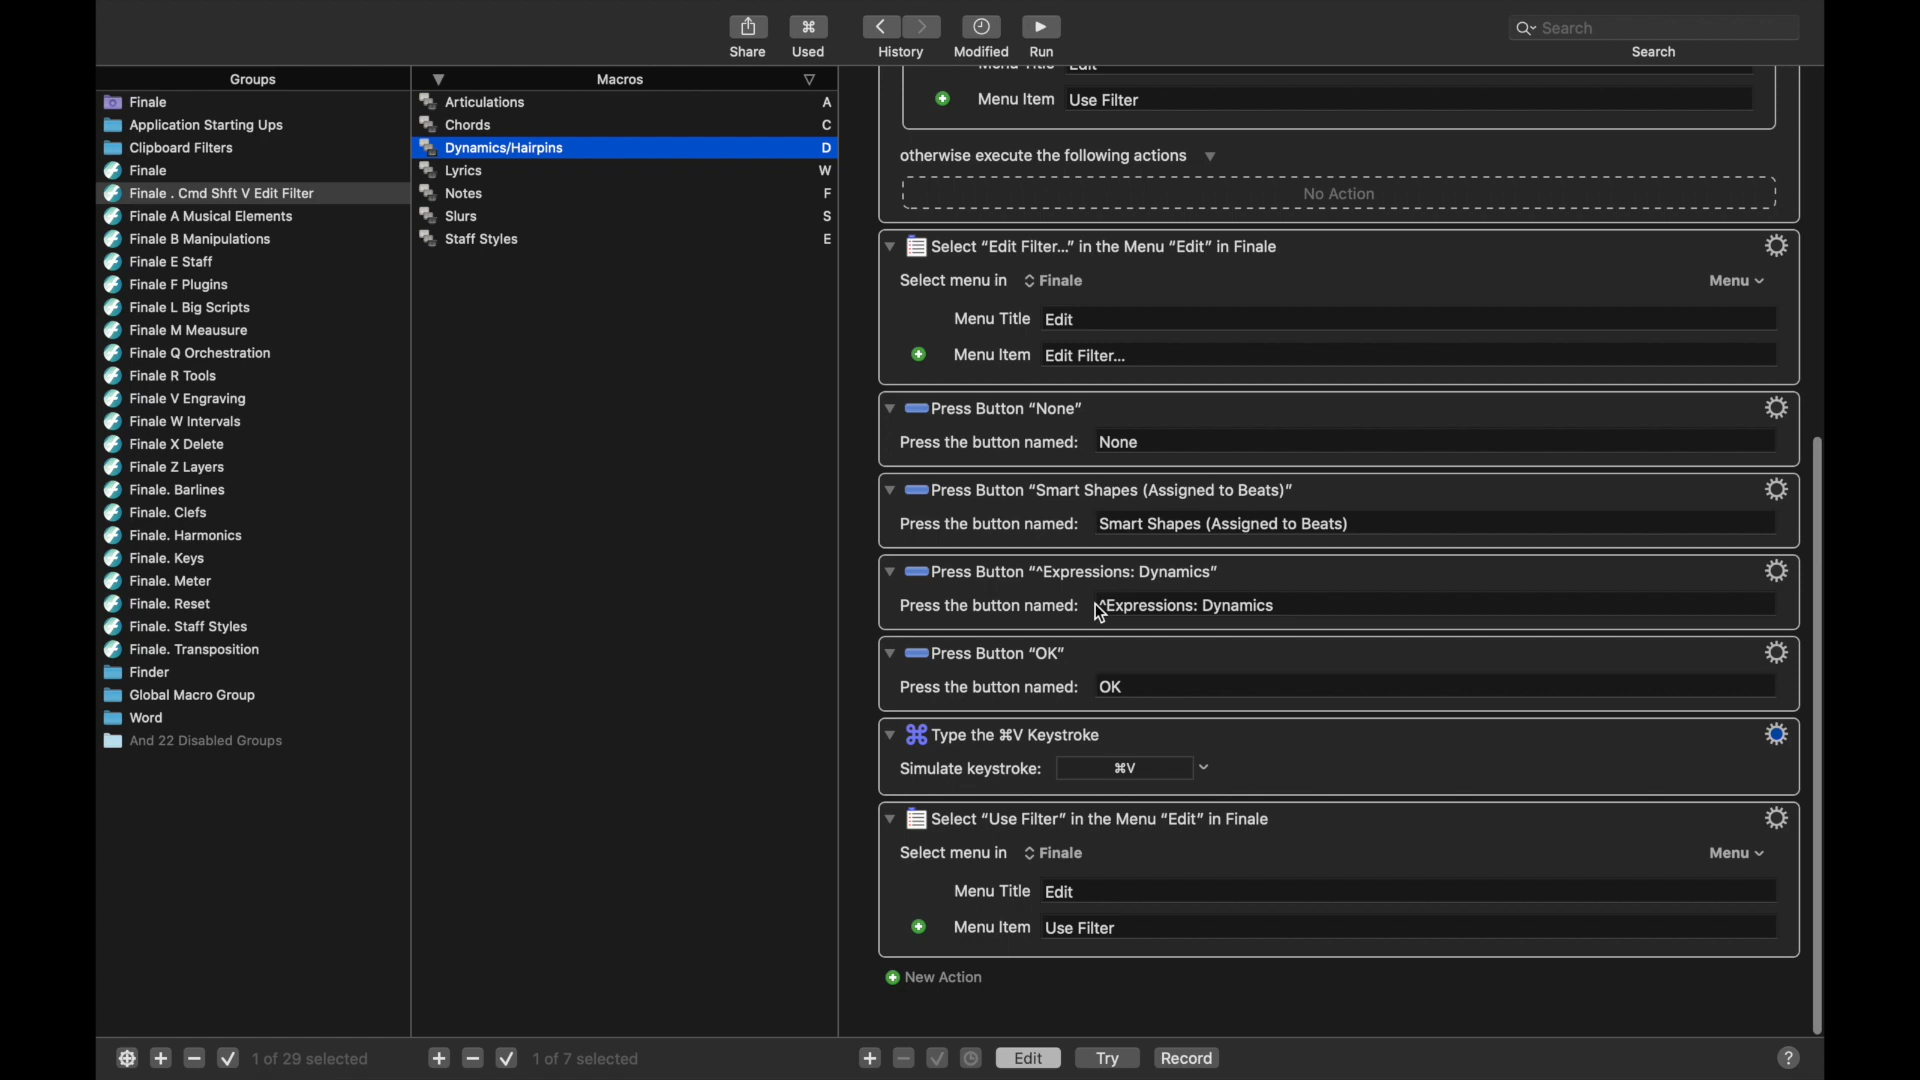 Share
Used
History
Modified
Run
Search
Search
Groups
Finale
Application Starting Ups
Clipboard Filters
Finale
Finale . Cmd Shft V Edit Filter
Finale A Musical Elements
Finale B Manipulations
Finale E Staff
Finale F Plugins
Finale L Big Scripts
Finale M Meausure
Finale Q Orchestration
Finale R Tools
Finale V Engraving
Finale W Intervals
Finale X Delete
Finale Z Layers
Finale. Barlines
Finale. Clefs
Finale. Harmonics
Finale. Keys
Finale. Meter
Finale. Reset
Finale. Staff Styles
Finale. Transposition
Finder
Global Macro Group
Word
And 22 Disabled Groups
1 of 29 selected
Macros
Articulations A
Chords C
Dynamics/Hairpins D
Lyrics W
Notes F
Slurs S
Staff Styles E
1 of 7 selected
Menu Title Edit
Menu Item Use Filter
otherwise execute the following actions
No Action
Select “Edit Filter...” in the Menu “Edit” in Finale
Select menu in Finale Menu
Menu Title Edit
Menu Item Edit Filter...
Press Button “None”
Press the button named: None
Press Button “Smart Shapes (Assigned to Beats)”
Press the button named: Smart Shapes (Assigned to Beats)
Press Button “^Expressions: Dynamics”
Press the button named: ^Expressions: Dynamics
Press Button “OK”
Press the button named: OK
Type the ⌘V Keystroke
Simulate keystroke: ⌘V
Select “Use Filter” in the Menu “Edit” in Finale
Select menu in Finale Menu
Menu Title Edit
Menu Item Use Filter
New Action
Edit Try Record ?